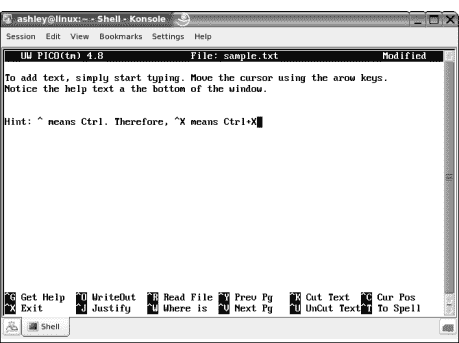 ashley@linux:~ - Shell - Konsole
Session Edit View Bookmarks Settings Help
UW PICO(tm) 4.8 File: sample.txt Modified
To add text, simply start typing. Move the cursor using the arow keys.
Notice the help text a the bottom of the window.
Hint: ^ means Ctrl. Therefore, ^X means Ctrl+X
^G Get Help ^O WriteOut ^R Read File ^Y Prev Pg ^K Cut Text ^C Cur Pos
^X Exit ^J Justify ^W Where is ^V Next Pg ^U UnCut Text ^T To Spell
Shell